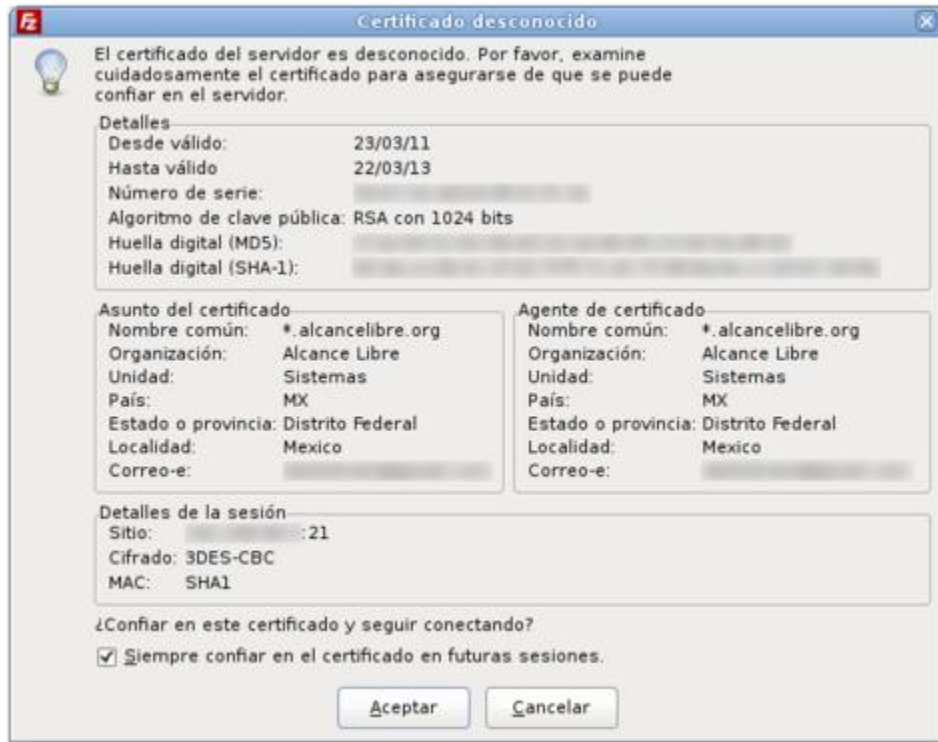 Certificado desconocido
El certificado del servidor es desconocido. Por favor, examine
cuidadosamente el certificado para asegurarse de que se puede
confiar en el servidor.
Detalles
Desde válido: 23/03/11
Hasta válido 22/03/13
Número de serie:
Algoritmo de clave pública: RSA con 1024 bits
Huella digital (MD5):
Huella digital (SHA-1):
Asunto del certificado
Nombre común: *.alcancelibre.org
Organización: Alcance Libre
Unidad: Sistemas
País: MX
Estado o provincia: Distrito Federal
Localidad: Mexico
Correo-e:
Agente de certificado
Nombre común: *.alcancelibre.org
Organización: Alcance Libre
Unidad: Sistemas
País: MX
Estado o provincia: Distrito Federal
Localidad: Mexico
Correo-e:
Detalles de la sesión
Sitio: :21
Cifrado: 3DES-CBC
MAC: SHA1
¿Confiar en este certificado y seguir conectando?
Siempre confiar en el certificado en futuras sesiones.
Aceptar Cancelar